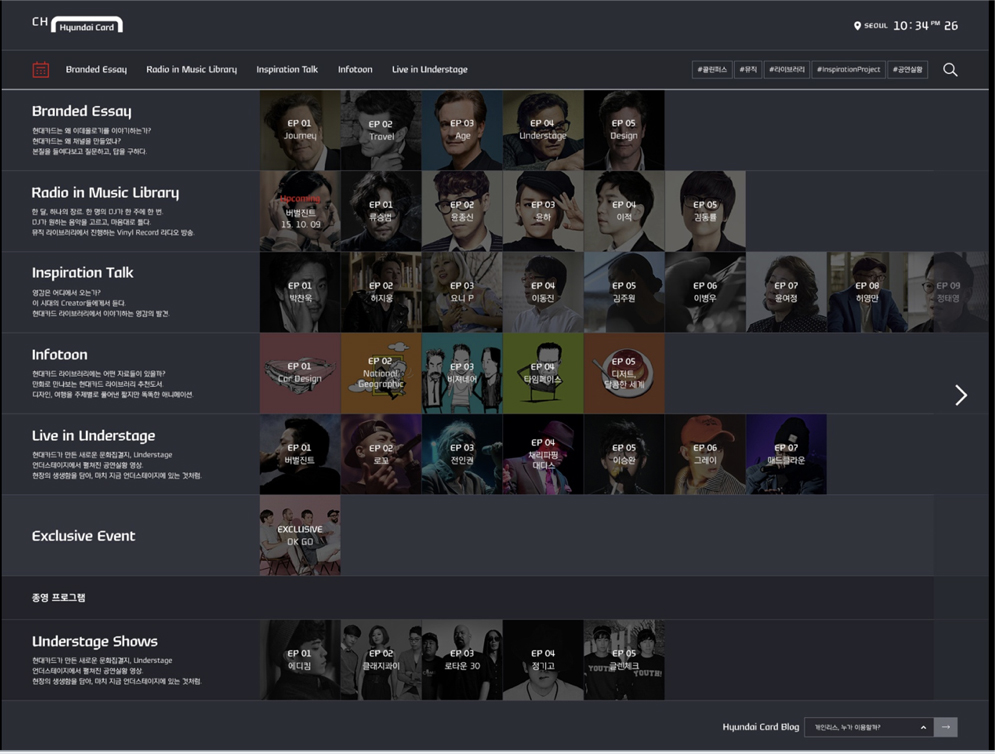 CH Hyundai Card
SEOUL 10:34 PM 26
Branded Essay Radio in Music Library Inspiration Talk Infotoon Live in Understage
#클린퍼스 #뮤직 #라이브러리 #InspirationProject #공연실황
Branded Essay
현대카드는 왜 이데올로기를 이야기하는가?
현대카드는 왜 채널을 만들었나?
본질을 들여다보고 질문하고, 답을 구하다.
EP 01
Journey
EP 02
Travel
EP 03
Age
EP 04
Understage
EP 05
Design
Radio in Music Library
한 달, 하나의 장르. 한 명의 DJ가 한 주에 한 번.
DJ가 원하는 음악을 고르고, 마음대로 튼다.
뮤직 라이브러리에서 진행하는 Vinyl Record 라디오 방송.
Upcoming
버벌진트
15. 10. 09
EP 01
류승범
EP 02
윤종신
EP 03
윤하
EP 04
이적
EP 05
김동률
Inspiration Talk
영감은 어디에서 오는가?
이 시대의 Creator들에게서 듣다.
현대카드 라이브러리에서 이야기하는 영감의 발견.
EP 01
박찬욱
EP 02
허지웅
EP 03
요니 P
EP 04
이동진
EP 05
김주원
EP 06
이병우
EP 07
윤여정
EP 08
허영만
EP 09
정태영
Infotoon
현대카드 라이브러리에는 어떤 자료들이 있을까?
만화로 만나보는 현대카드 라이브러리 추천도서.
디자인, 여행을 주제별로 풀어낸 짧지만 똑똑한 애니메이션.
EP 01
Car Design
EP 02
National
Geographic
EP 03
비져네어
EP 04
타임페이스
EP 05
디저트,
달콤한 세계
Live in Understage
현대카드가 만든 새로운 문화집결지, Understage
언더스테이지에서 펼쳐진 공연실황 영상.
현장의 생생함을 담아, 마치 지금 언더스테이지에 있는 것처럼.
EP 01
버벌진트
EP 02
로꼬
EP 03
전인권
EP 04
채리파핑
대디스
EP 05
이승환
EP 06
그레이
EP 07
매드클라운
Exclusive Event
EXCLUSIVE
OK GO
종영 프로그램
Understage Shows
현대카드가 만든 새로운 문화집결지, Understage
언더스테이지에서 펼쳐진 공연실황 영상.
현장의 생생함을 담아, 마치 지금 언더스테이지에 있는 것처럼.
EP 01
에디킴
EP 02
클래지콰이
EP 03
로타운 30
EP 04
정기고
EP 05
글렌체크
YOUTH!
Hyundai Card Blog 개인리스, 누가 이용할까?